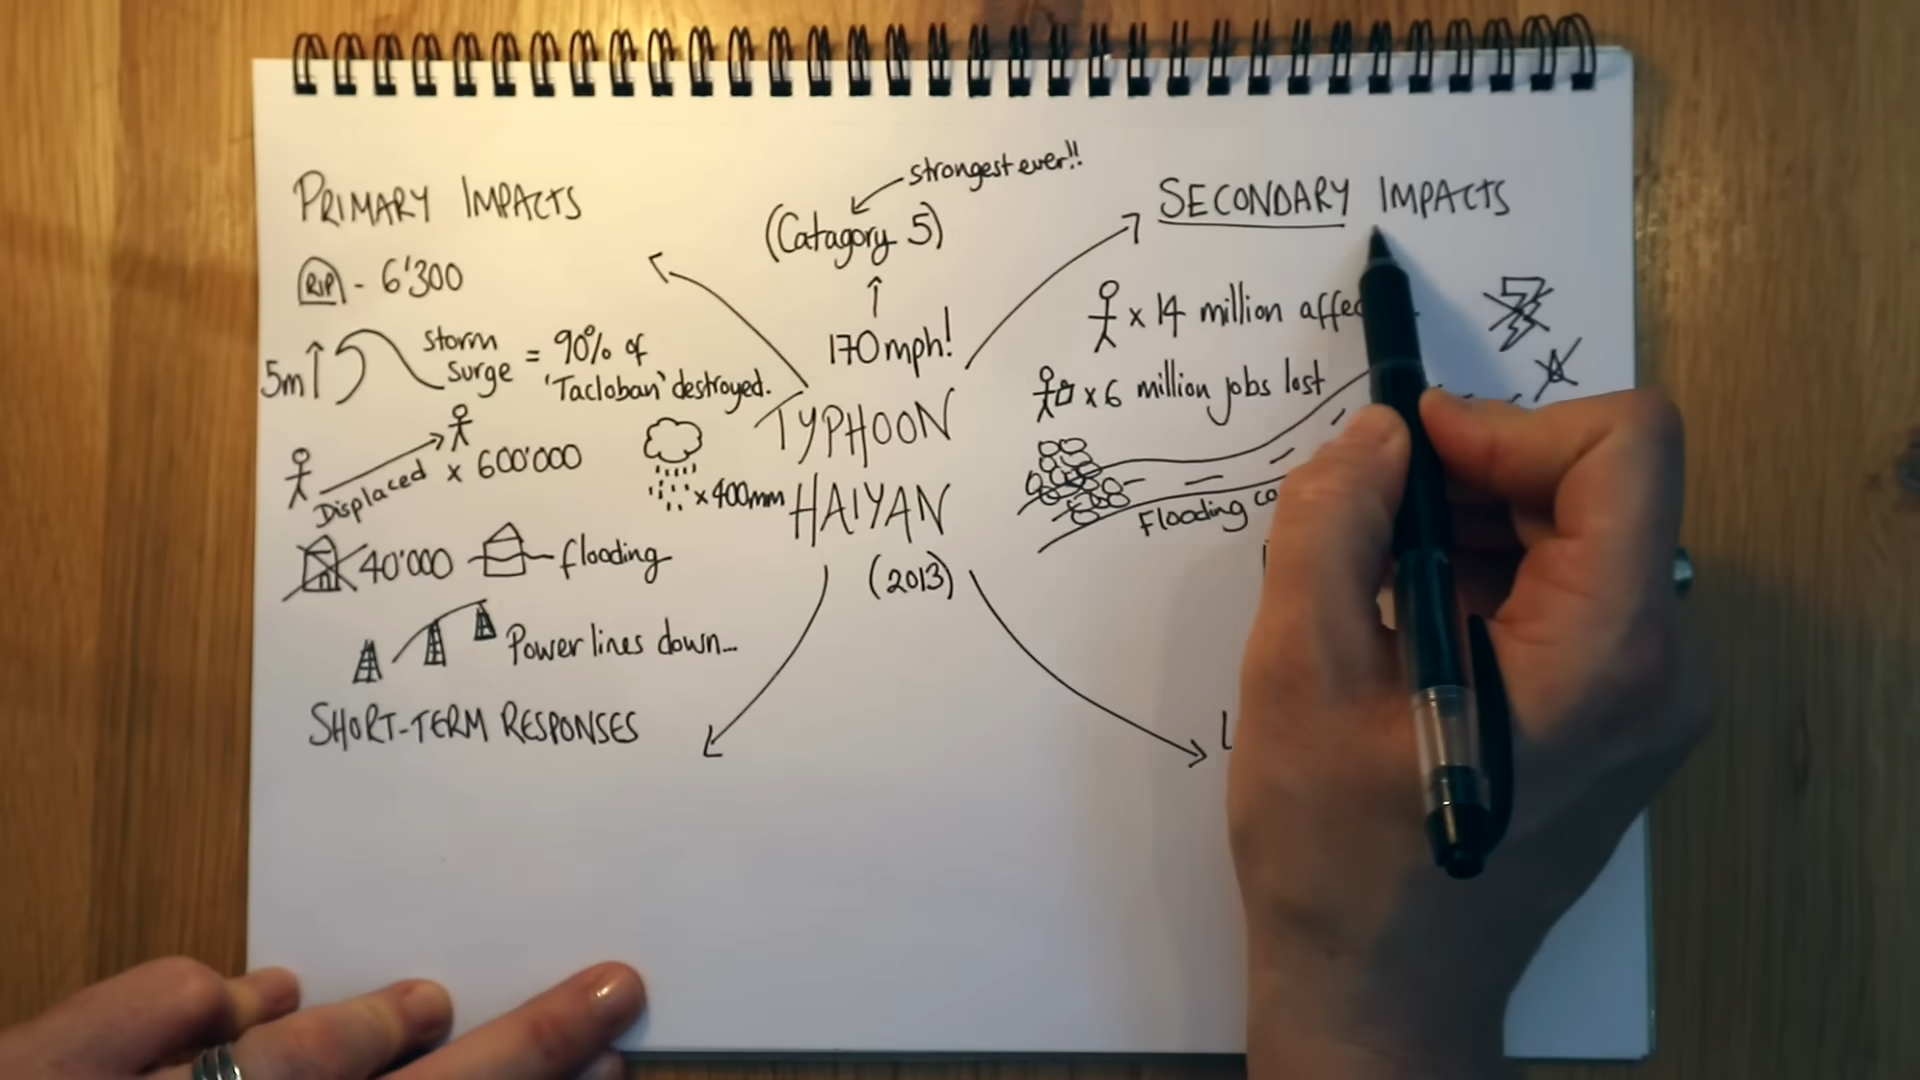 PRIMARY IMPACTS
RIP - 6'300
5m
storm
surge = 90% of
'Tacloban' destroyed.
Displaced x 600'000
x 400mm
40'000
flooding
Power lines down...
SHORT-TERM RESPONSES
strongest ever!!
(Catagory 5)
170mph!
TYPHOON
HAIYAN
(2013)
SECONDARY IMPACTS
x 14 million
x 6 million jobs lost
Flooding